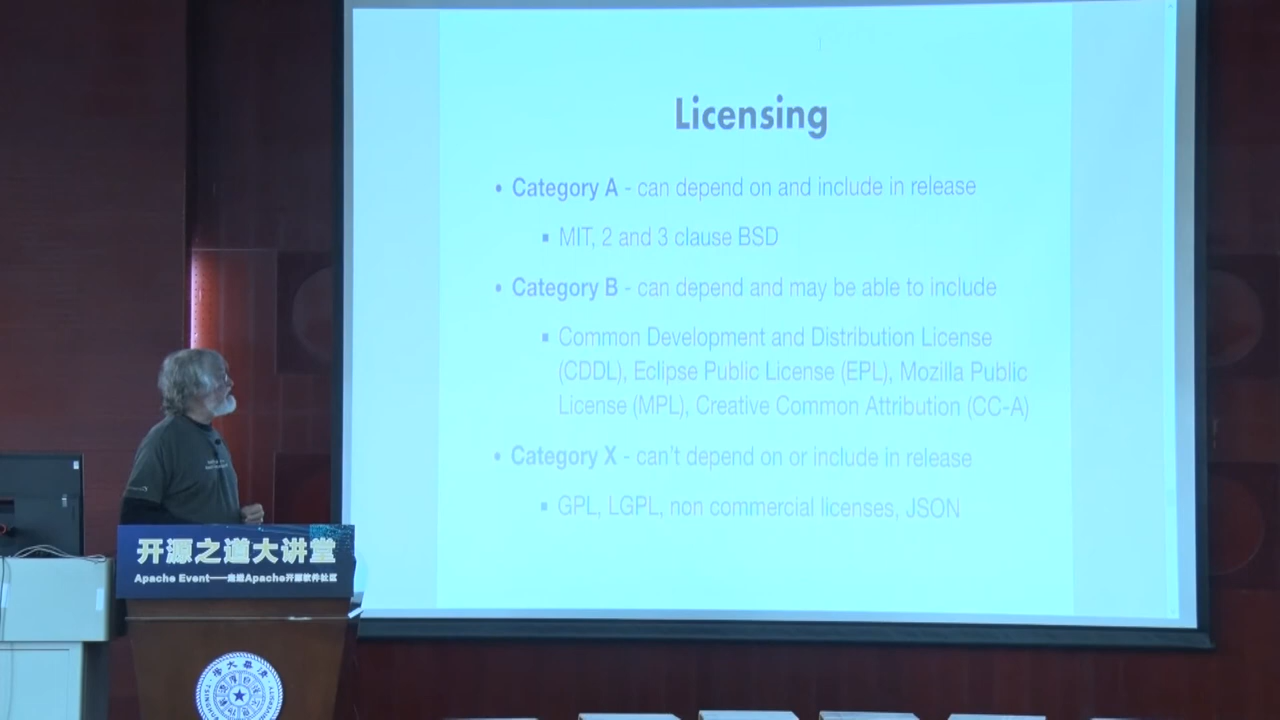 Licensing
• Category A - can depend on and include in release
▪ MIT, 2 and 3 clause BSD
• Category B - can depend and may be able to include
▪ Common Development and Distribution License
(CDDL), Eclipse Public License (EPL), Mozilla Public
License (MPL), Creative Common Attribution (CC-A)
• Category X - can't depend on or include in release
▪ GPL, LGPL, non commercial licenses, JSON
开源之道大讲堂
Apache Event——走进Apache开源软件社区